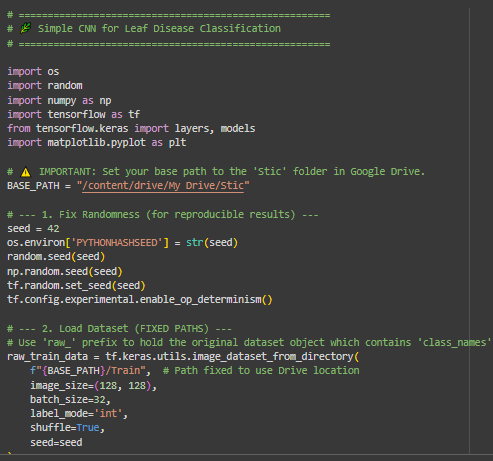 # ======================================================
# 🌿 Simple CNN for Leaf Disease Classification
# ======================================================
import os
import random
import numpy as np
import tensorflow as tf
from tensorflow.keras import layers, models
import matplotlib.pyplot as plt
# ⚠️ IMPORTANT: Set your base path to the 'Stic' folder in Google Drive.
BASE_PATH = "/content/drive/My Drive/Stic"
# --- 1. Fix Randomness (for reproducible results) ---
seed = 42
os.environ['PYTHONHASHSEED'] = str(seed)
random.seed(seed)
np.random.seed(seed)
tf.random.set_seed(seed)
tf.config.experimental.enable_op_determinism()
# --- 2. Load Dataset (FIXED PATHS) ---
# Use 'raw_' prefix to hold the original dataset object which contains 'class_names'
raw_train_data = tf.keras.utils.image_dataset_from_directory(
    f"{BASE_PATH}/Train",  # Path fixed to use Drive location
    image_size=(128, 128),
    batch_size=32,
    label_mode='int',
    shuffle=True,
    seed=seed
)